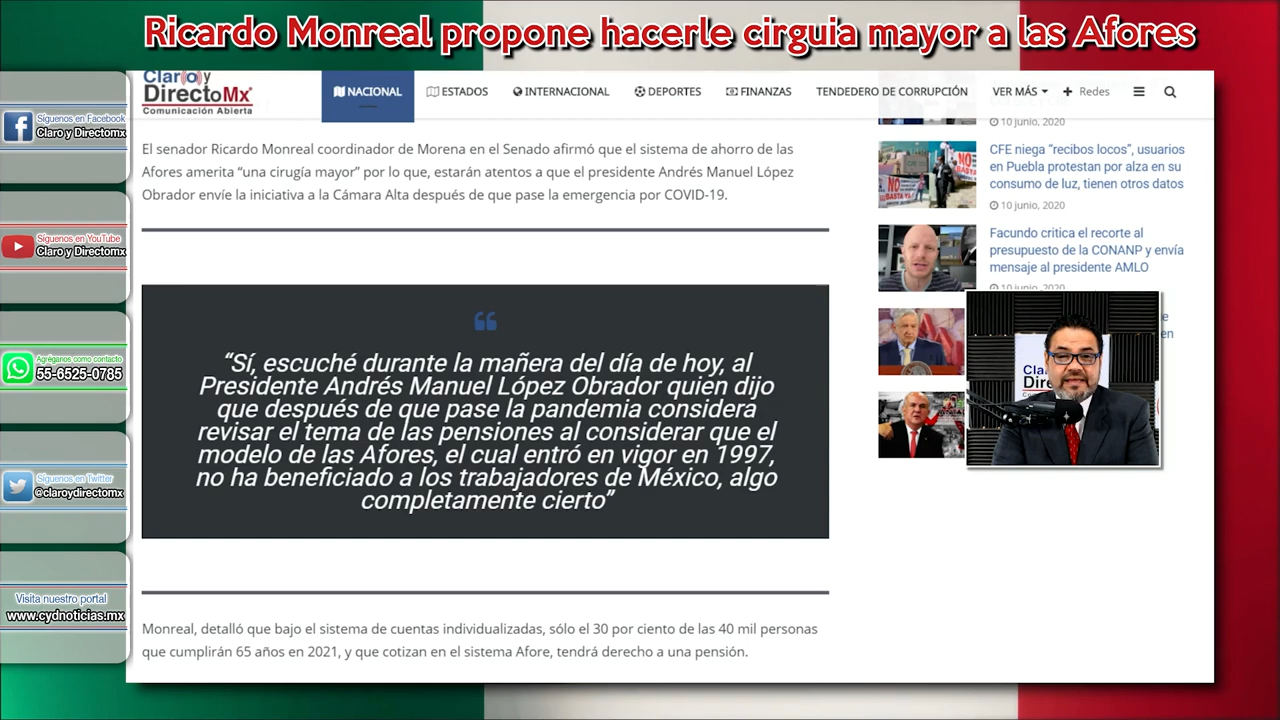 Ricardo Monreal propone hacerle cirguia mayor a las Afores
Claro y
DirectoMx
Comunicación Abierta
NACIONAL
ESTADOS
INTERNACIONAL
DEPORTES
FINANZAS
TENDEDERO DE CORRUPCIÓN
VER MÁS
Redes
El senador Ricardo Monreal coordinador de Morena en el Senado afirmó que el sistema de ahorro de las
Afores amerita “una cirugía mayor” por lo que, estarán atentos a que el presidente Andrés Manuel López
Obrador envíe la iniciativa a la Cámara Alta después de que pase la emergencia por COVID-19.
“Sí, escuché durante la mañera del día de hoy, al
Presidente Andrés Manuel López Obrador quien dijo
que después de que pase la pandemia considera
revisar el tema de las pensiones al considerar que el
modelo de las Afores, el cual entró en vigor en 1997,
no ha beneficiado a los trabajadores de México, algo
completamente cierto”
Monreal, detalló que bajo el sistema de cuentas individualizadas, sólo el 30 por ciento de las 40 mil personas
que cumplirán 65 años en 2021, y que cotizan en el sistema Afore, tendrá derecho a una pensión.
10 junio, 2020
CFE niega “recibos locos”, usuarios
en Puebla protestan por alza en su
consumo de luz, tienen otros datos
10 junio, 2020
Facundo critica el recorte al
presupuesto de la CONANP y envía
mensaje al presidente AMLO
10 junio, 2020
en
Síguenos en Facebook
Claro y Directomx
Síguenos en YouTube
Claro y Directomx
Agréganos como contacto
55-6525-0785
Síguenos en Twitter
@claroydirectomx
Visita nuestro portal
www.cydnoticias.mx